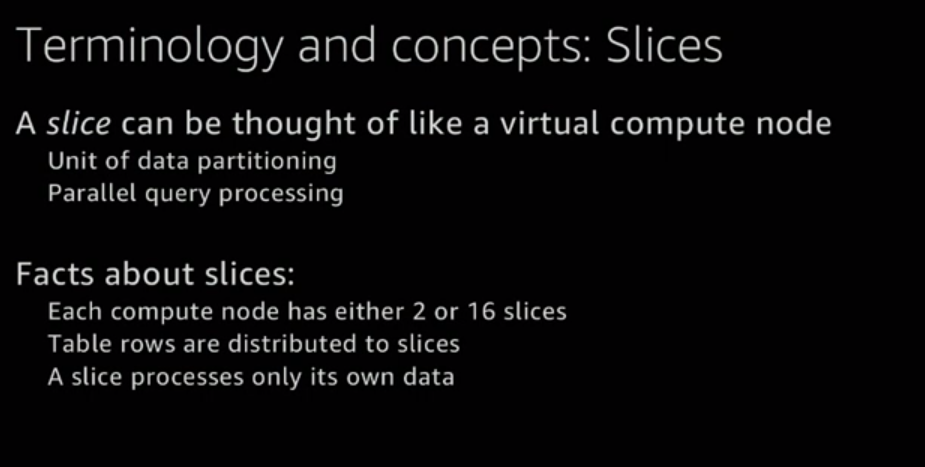 Terminology and concepts: Slices
A slice can be thought of like a virtual compute node
Unit of data partitioning
Parallel query processing
Facts about slices:
Each compute node has either 2 or 16 slices
Table rows are distributed to slices
A slice processes only its own data